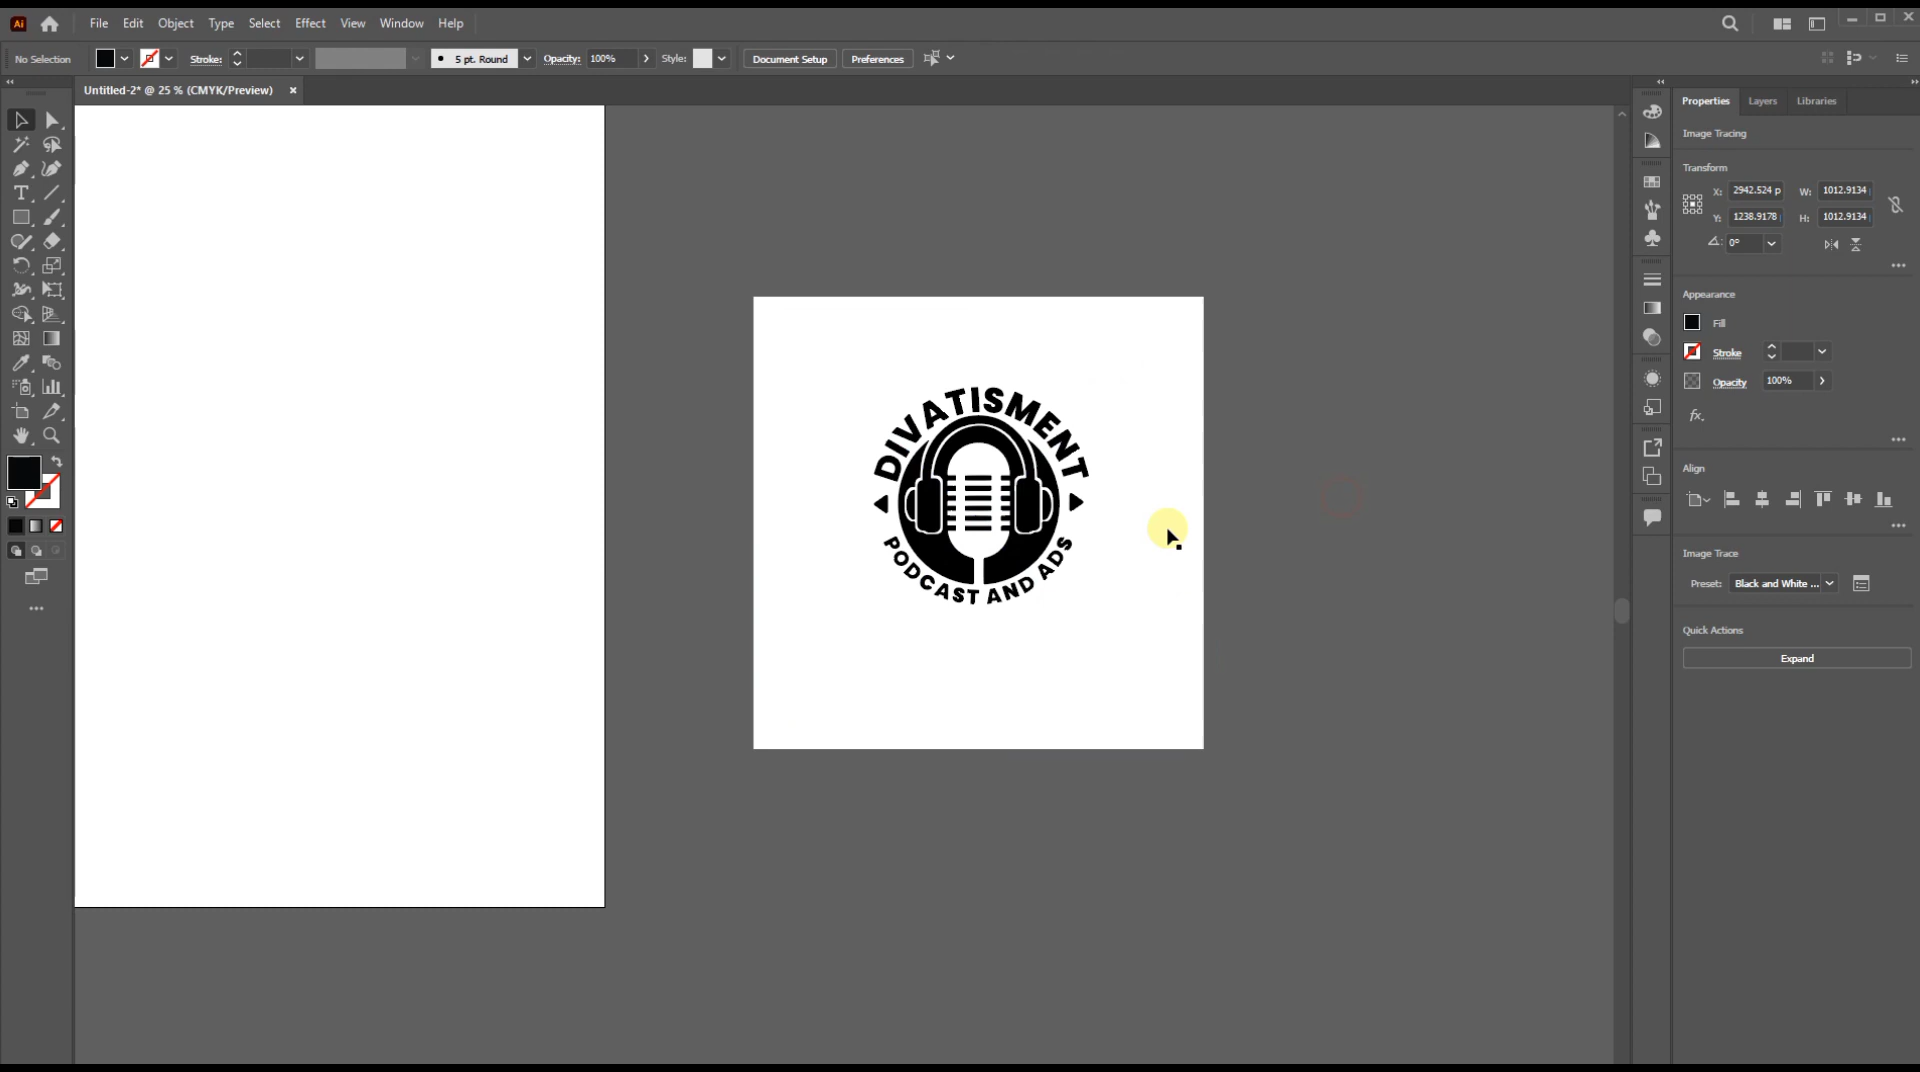 Ai File Edit Object Type Select Effect View Window Help
No Selection Stroke: 5 pt. Round Opacity: 100% Style: Document Setup Preferences
Untitled-2* @ 25 % (CMYK/Preview) ×
DIVATISMENT
PODCAST AND ADS
Properties Layers Libraries
Image Tracing
Transform
X: 2942.524 p W: 1012.9134
Y: 1238.9178 H: 1012.9134
0°
Appearance
Fill
Stroke
Opacity 100%
fx.
Align
Image Trace
Preset: Black and White ...
Quick Actions
Expand